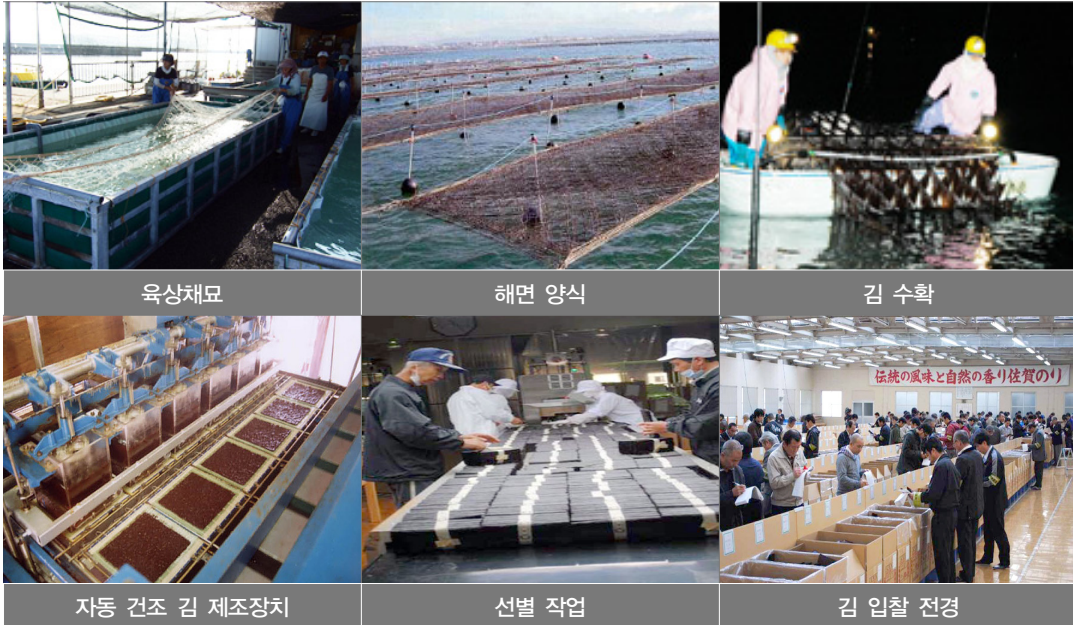 육상채묘
해면 양식
김 수확
伝統の風味と自然の香り佐賀のり
자동 건조 김 제조장치
선별 작업
김 입찰 전경